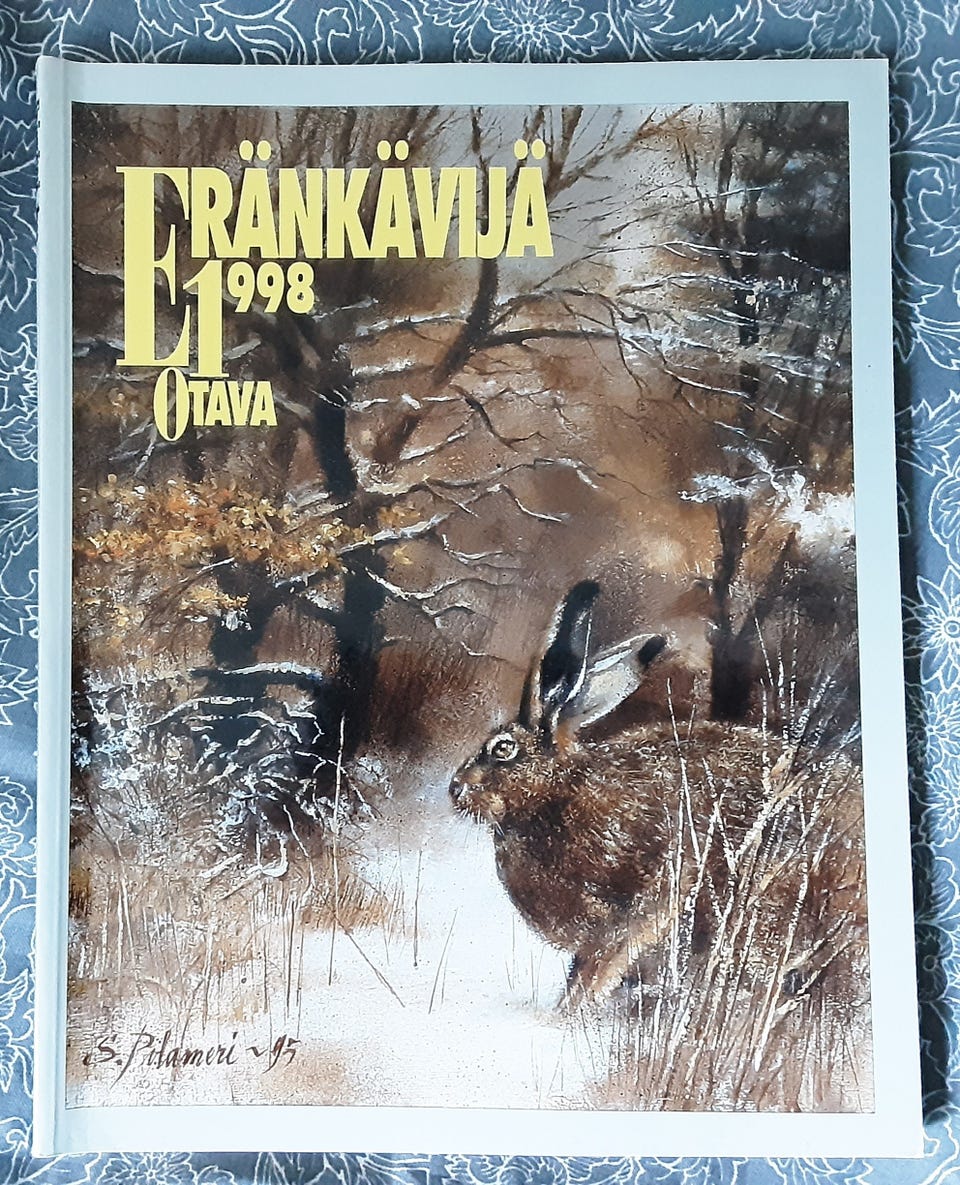 ERÄNKÄVIJÄ
1998
OTAVA
S. Pilameri ~95